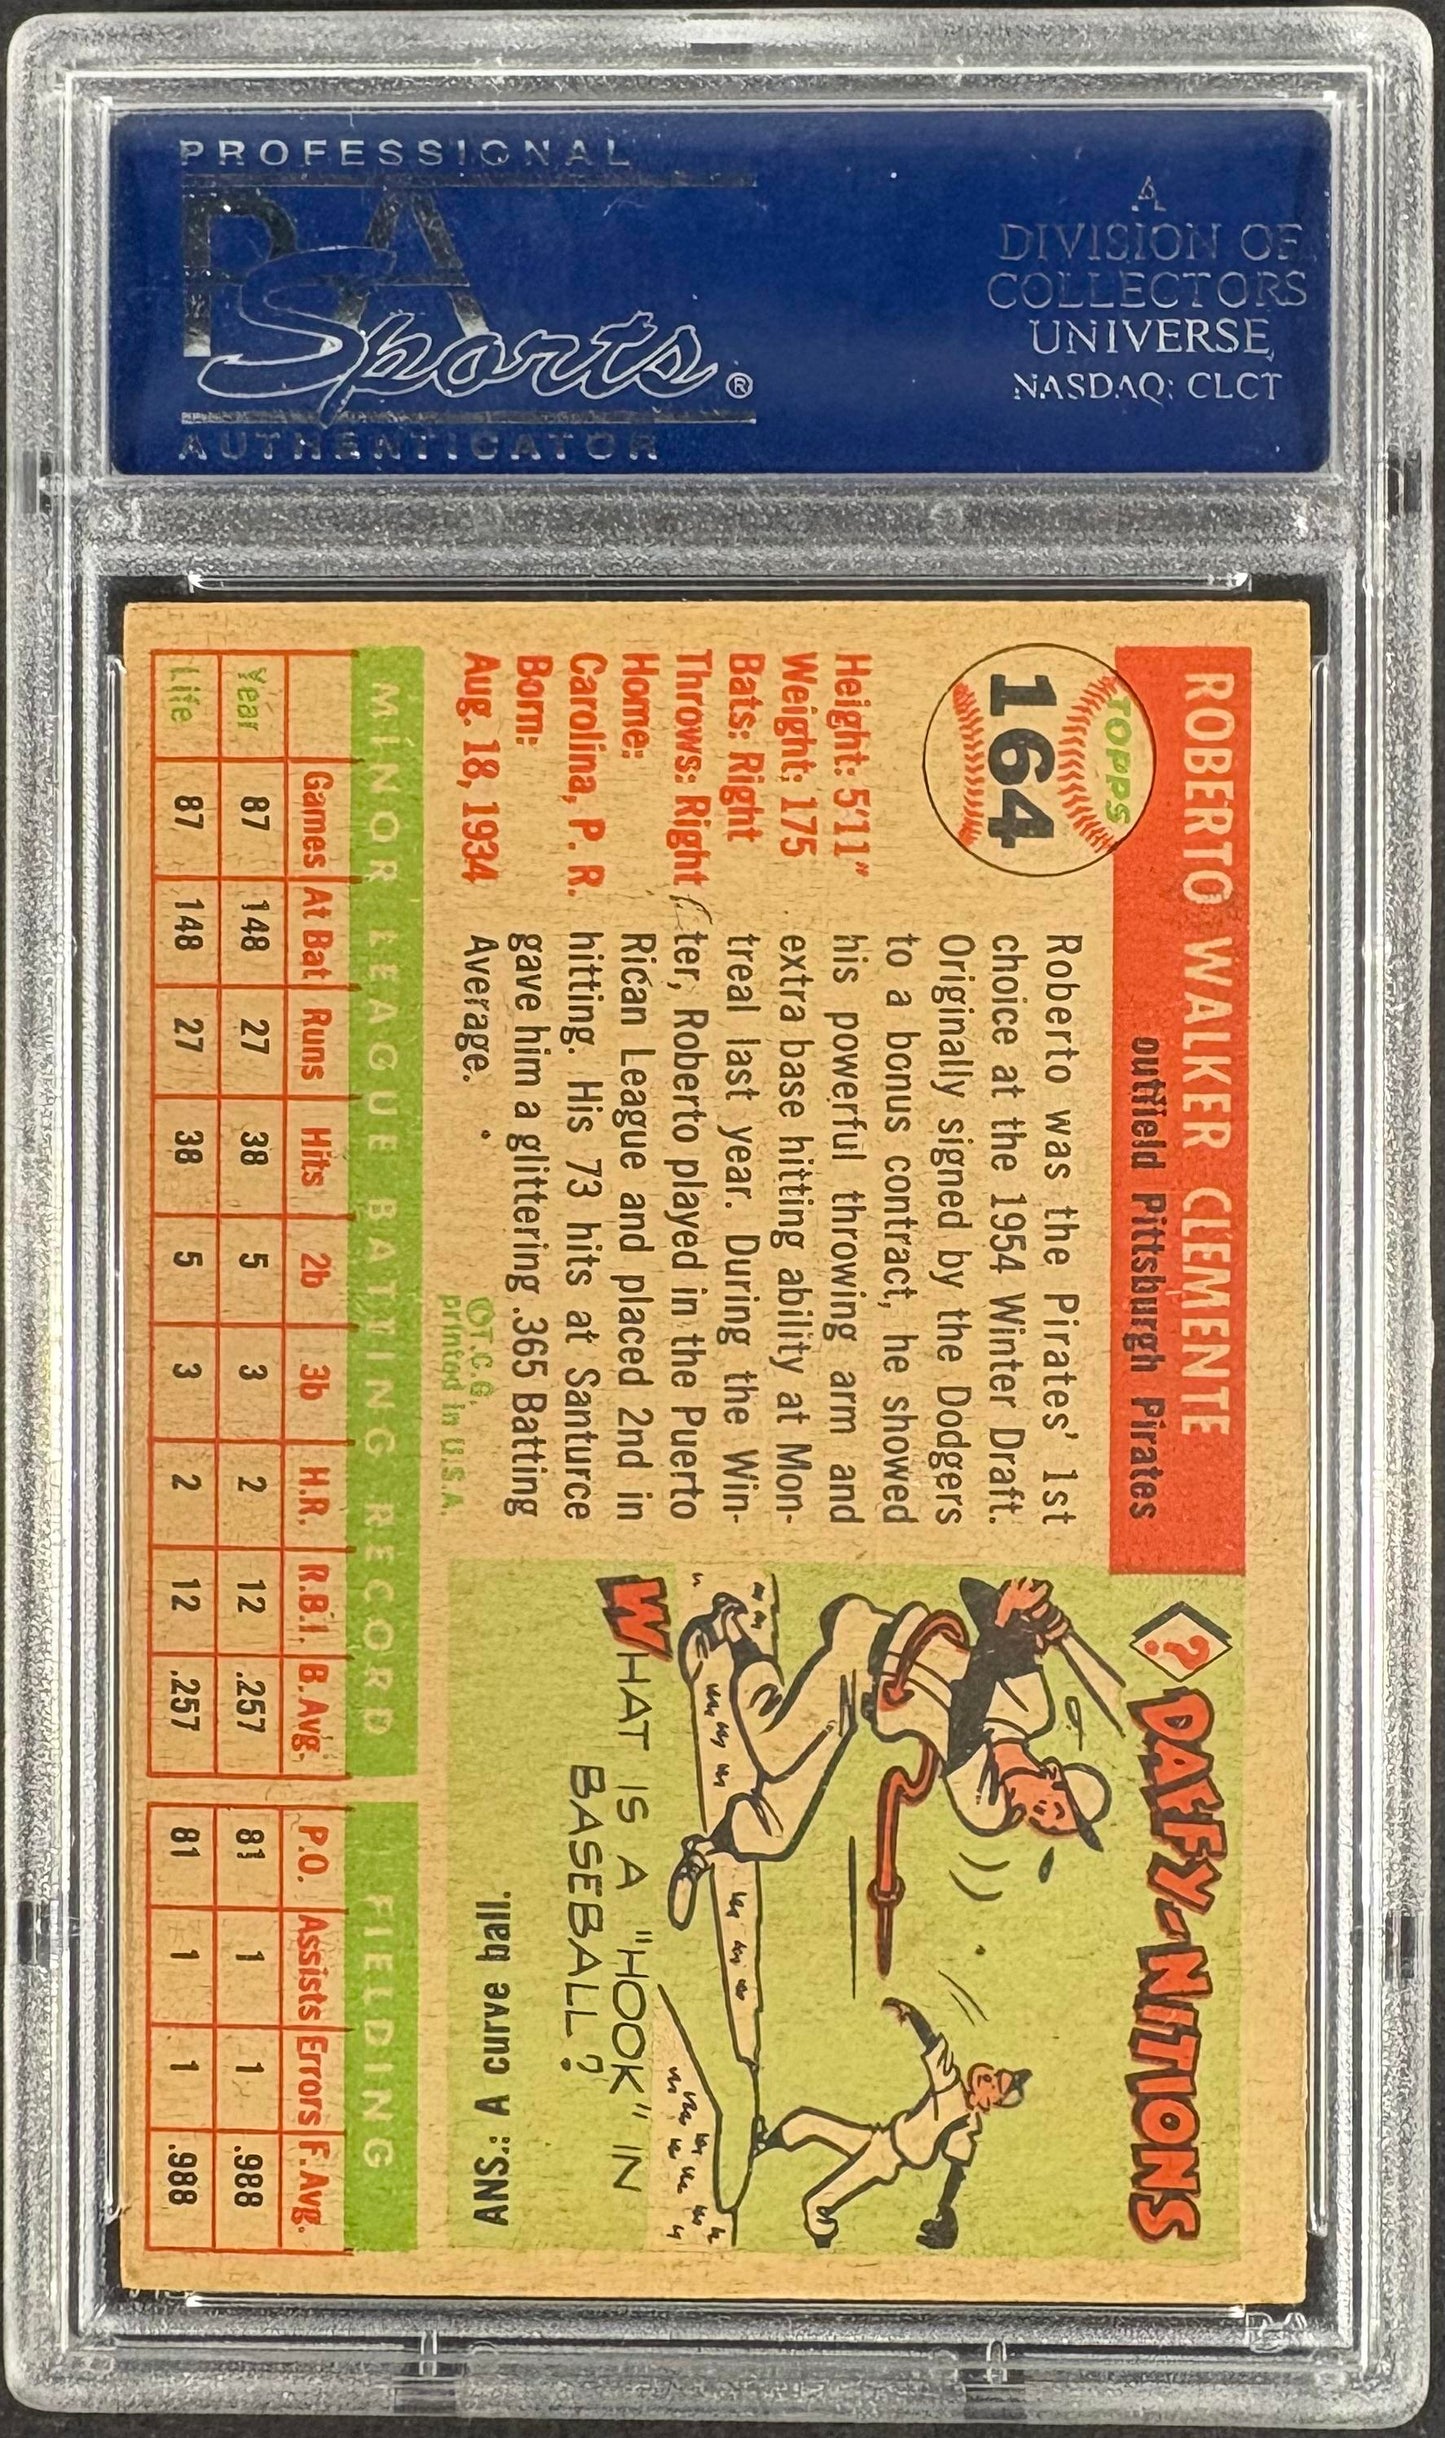 PROFESSIONAL
PSA
Sports®
AUTHENTICATOR
A
DIVISION OF
COLLECTORS
UNIVERSE
NASDAQ: CLCT
TOPPS
164
ROBERTO WALKER CLEMENTE
outfield Pittsburgh Pirates
Height: 5'11"
Weight: 175
Bats: Right
Throws: Right
Home:
Carolina, P. R.
Born:
Aug. 18, 1934
Roberto was the Pirates' 1st
choice at the 1954 Winter Draft.
Originally signed by the Dodgers
to a bonus contract, he showed
his powerful throwing arm and
extra base hitting ability at Mon-
treal last year. During the Win-
ter, Roberto played in the Puerto
Rican League and placed 2nd in
hitting. His 73 hits at Santurce
gave him a glittering .365 Batting
Average.
©T.C.G.
printed in U.S.A.
?
DAFFY-NITIONS
WHAT IS A "HOOK" IN
BASEBALL?
ANS.: A curve ball.
MINOR LEAGUE BATTING RECORD FIELDING
Games At Bat Runs Hits 2b 3b H.R. R.B.I. B. Avg. P.O. Assists Errors F. Avg.
Year 87 148 27 38 5 3 2 12 .257 81 1 1 .988
Life 87 148 27 38 5 3 2 12 .257 81 1 1 .988
PSA